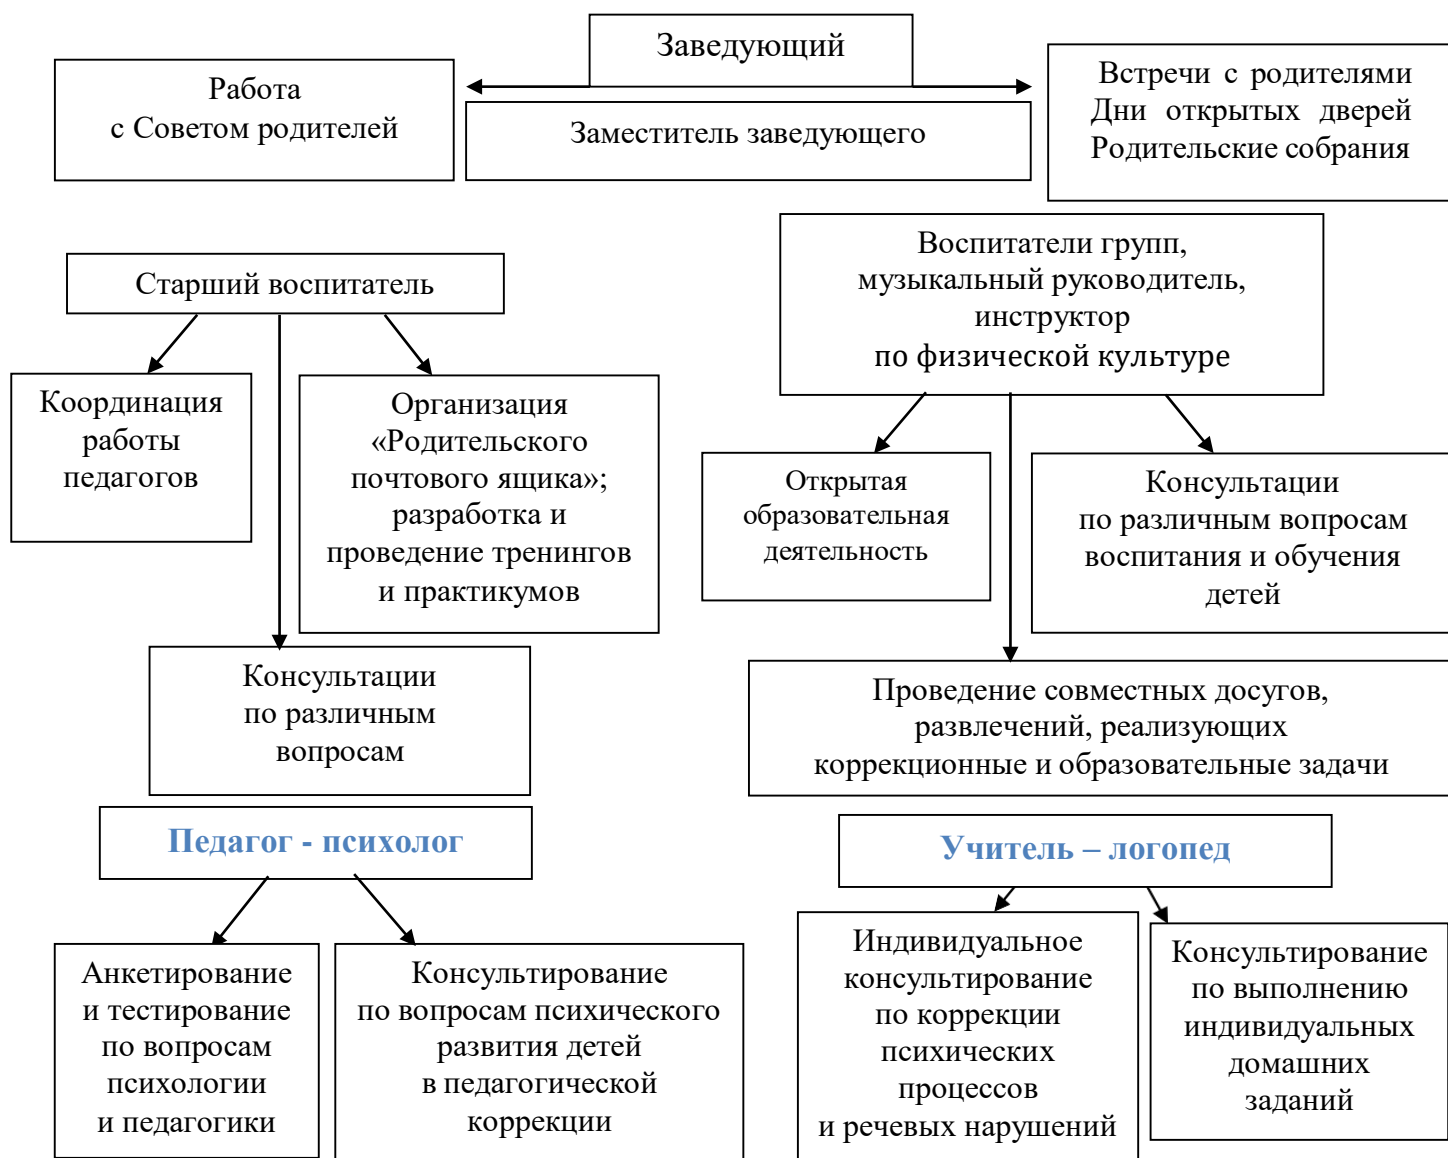 Заведующий
Работа
с Советом родителей
Заместитель заведующего
Встречи с родителями
Дни открытых дверей
Родительские собрания
Старший воспитатель
Координация
работы
педагогов
Организация
«Родительского
почтового ящика»;
разработка и
проведение тренингов
и практикумов
Консультации
по различным
вопросам
Воспитатели групп,
музыкальный руководитель,
инструктор
по физической культуре
Открытая
образовательная
деятельность
Консультации
по различным вопросам
воспитания и обучения
детей
Проведение совместных досугов,
развлечений, реализующих
коррекционные и образовательные задачи
Педагог - психолог
Анкетирование
и тестирование
по вопросам
психологии
и педагогики
Консультирование
по вопросам психического
развития детей
в педагогической
коррекции
Учитель – логопед
Индивидуальное
консультирование
по коррекции
психических
процессов
и речевых нарушений
Консультирование
по выполнению
индивидуальных
домашних
заданий